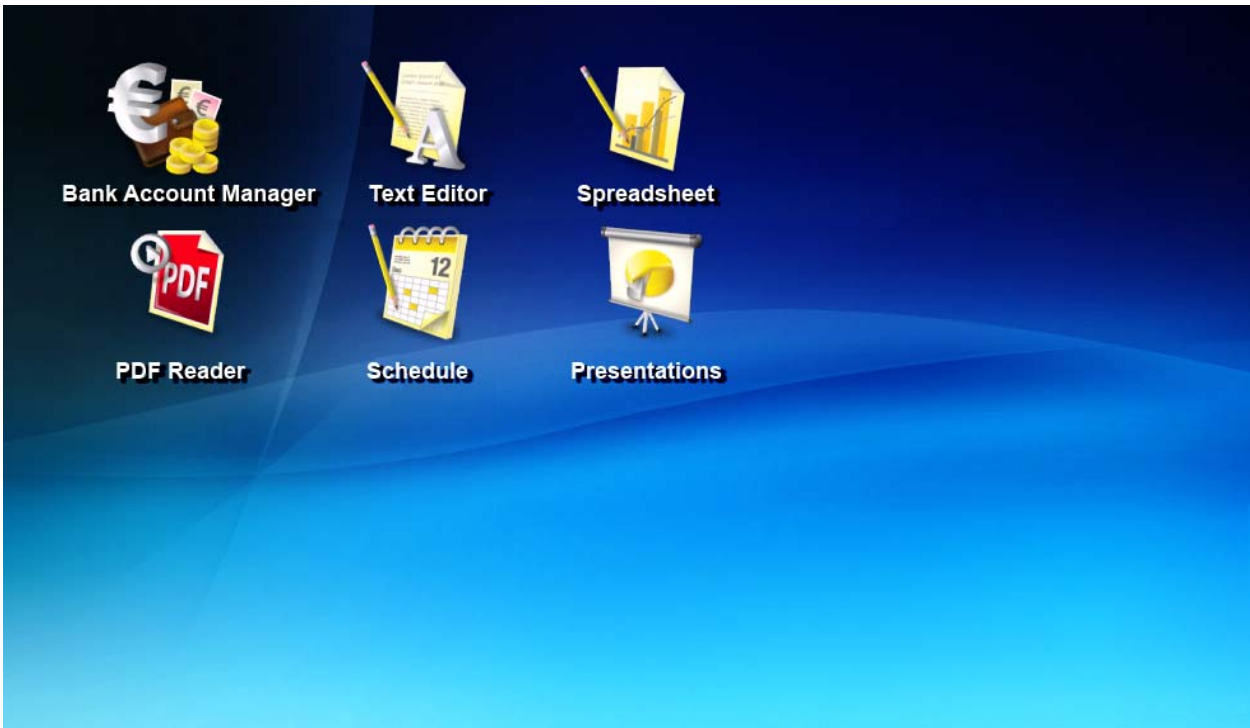 Bank Account Manager
Text Editor
Spreadsheet
PDF
12
PDF Reader
Schedule
Presentations